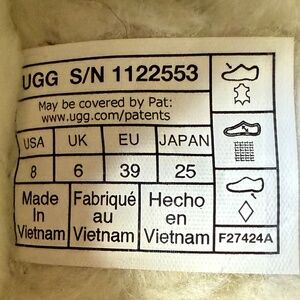 UGG S/N 1122553
May be covered by Pat:
www.ugg.com/patents
USA UK EU JAPAN
8 6 39 25
Made In Vietnam
Fabriqué au Vietnam
Hecho en Vietnam
F27424A